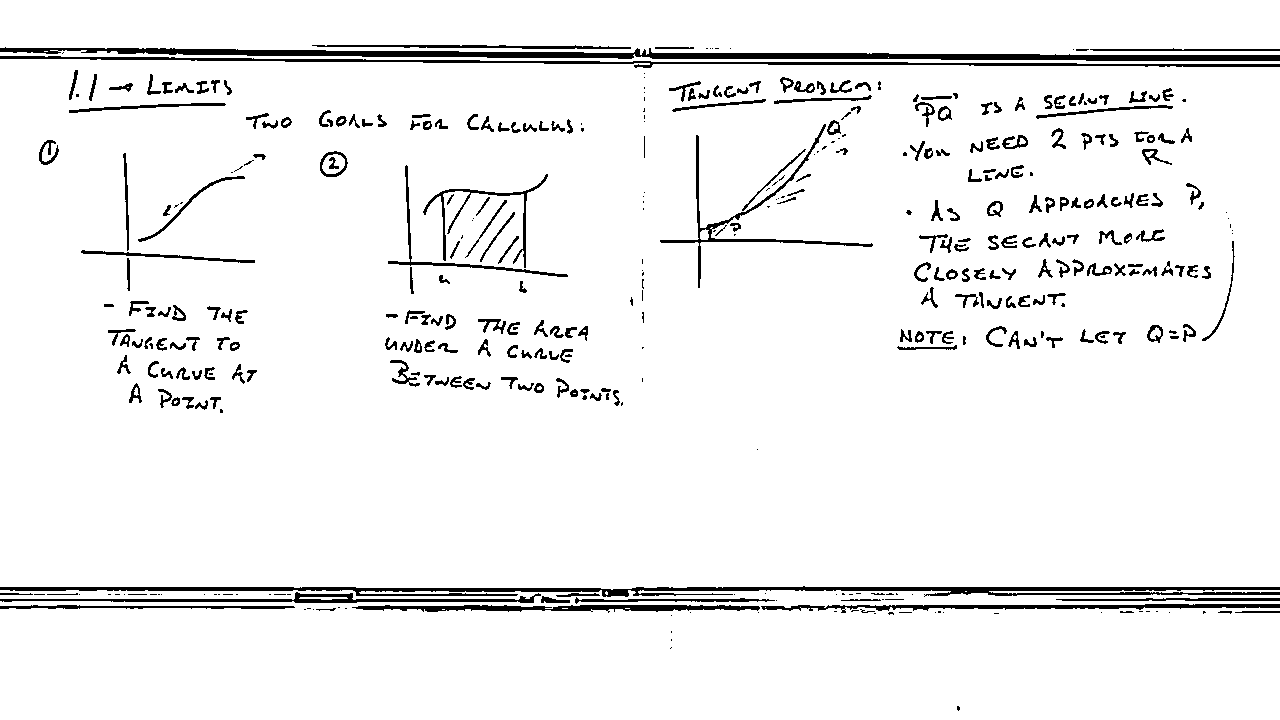 1.1 → LIMITS
TWO GOALS FOR CALCULUS:
①
②
a
b
- FIND THE
TANGENT TO
A CURVE AT
A POINT.
- FIND THE AREA
UNDER A CURVE
BETWEEN TWO POINTS.
TANGENT PROBLEM:
Q
P
"PQ" IS A SECANT LINE.
• YOU NEED 2 PTS FOR A
LINE.
• AS Q APPROACHES P,
THE SECANT MORE
CLOSELY APPROXIMATES
A TANGENT.
NOTE: CAN'T LET Q=P